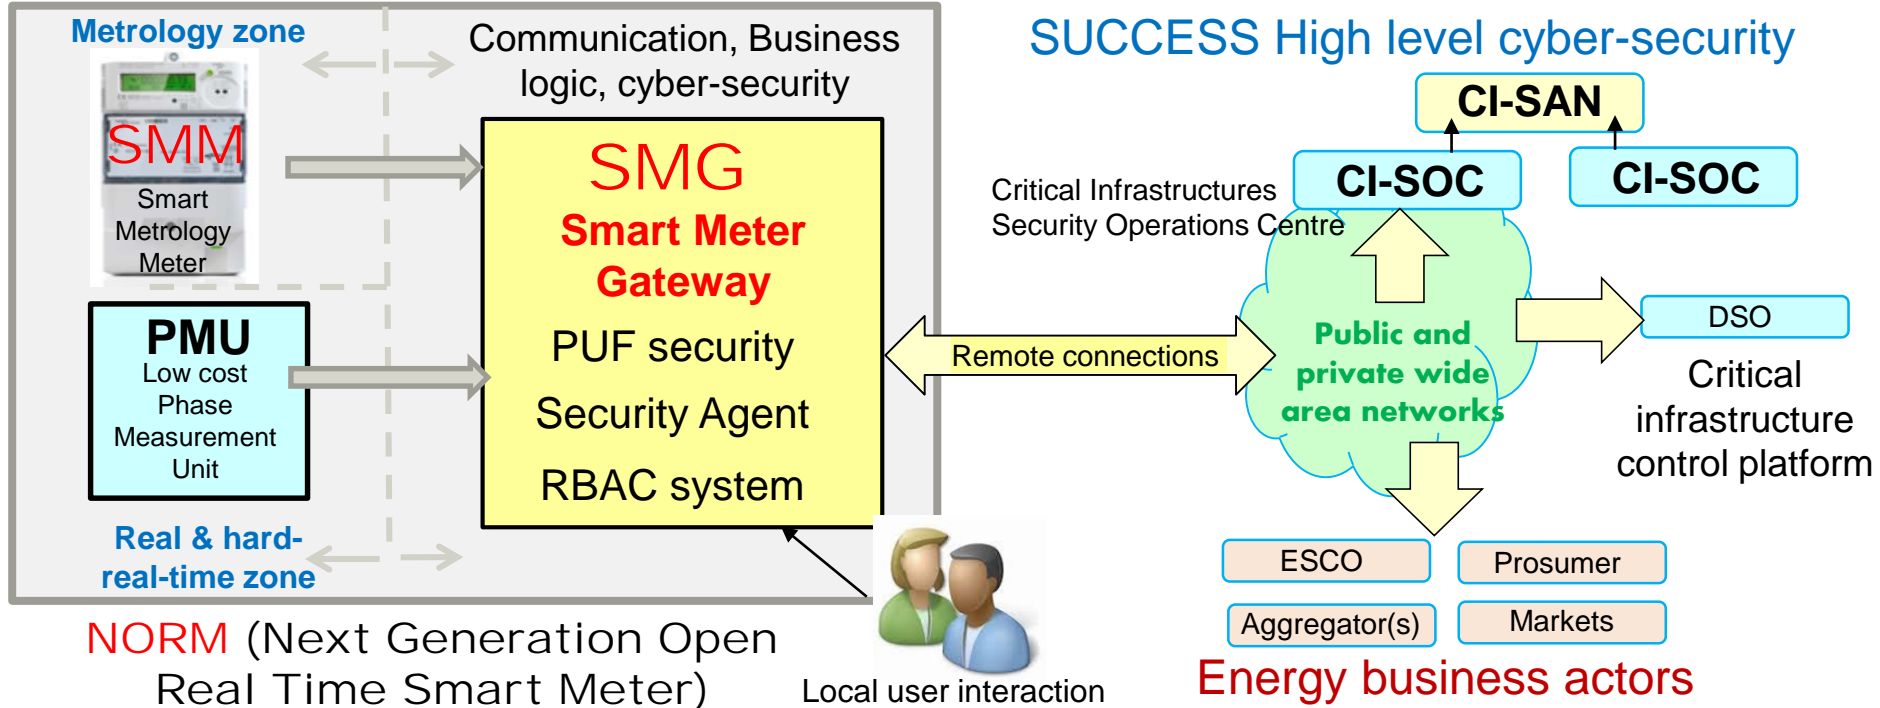 Metrology zone
SMM
Smart
Metrology
Meter
PMU
Low cost
Phase
Measurement
Unit
Real & hard-
real-time zone
Communication, Business
logic, cyber-security
SMG
Smart Meter
Gateway
PUF security
Security Agent
RBAC system
NORM (Next Generation Open
Real Time Smart Meter)
Local user interaction
Remote connections
SUCCESS High level cyber-security
CI-SAN
CI-SOC
CI-SOC
Critical Infrastructures
Security Operations Centre
Public and
private wide
area networks
DSO
Critical
infrastructure
control platform
ESCO
Prosumer
Aggregator(s)
Markets
Energy business actors